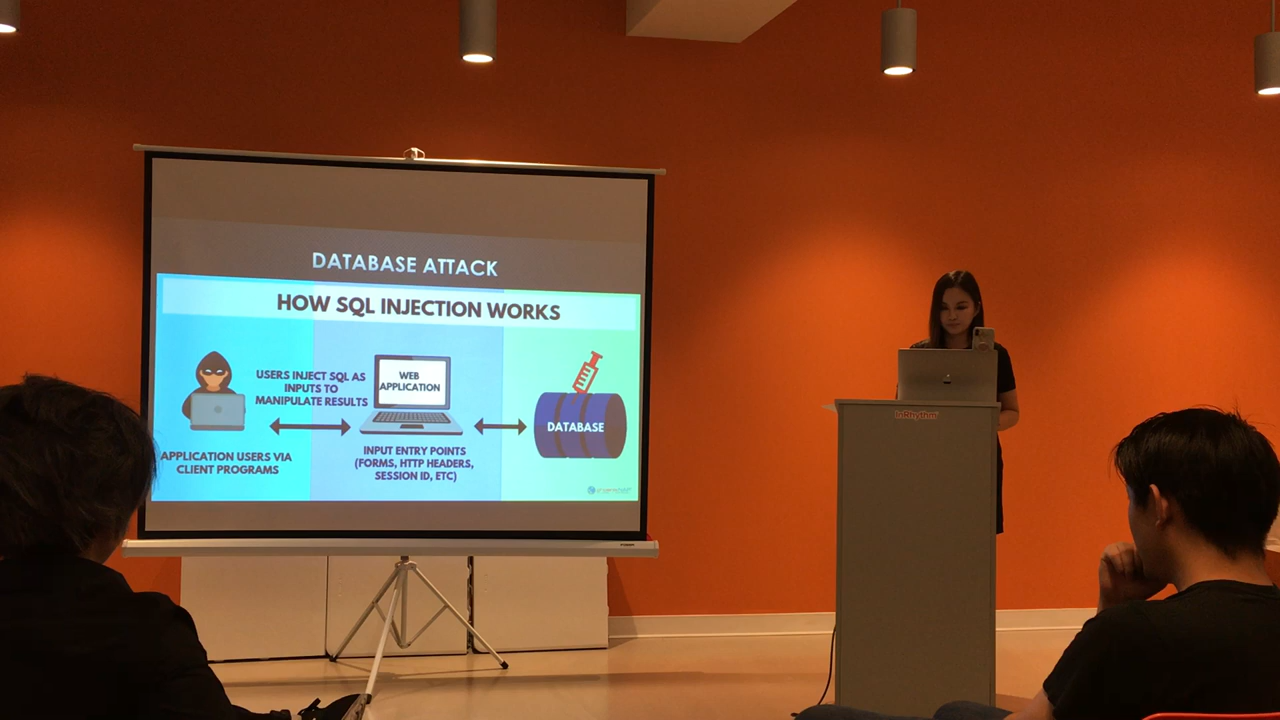 DATABASE ATTACK
HOW SQL INJECTION WORKS
USERS INJECT SQL AS
INPUTS TO
MANIPULATE RESULTS
WEB
APPLICATION
DATABASE
APPLICATION USERS VIA
CLIENT PROGRAMS
INPUT ENTRY POINTS
(FORMS, HTTP HEADERS,
SESSION ID, ETC)
InRhythm